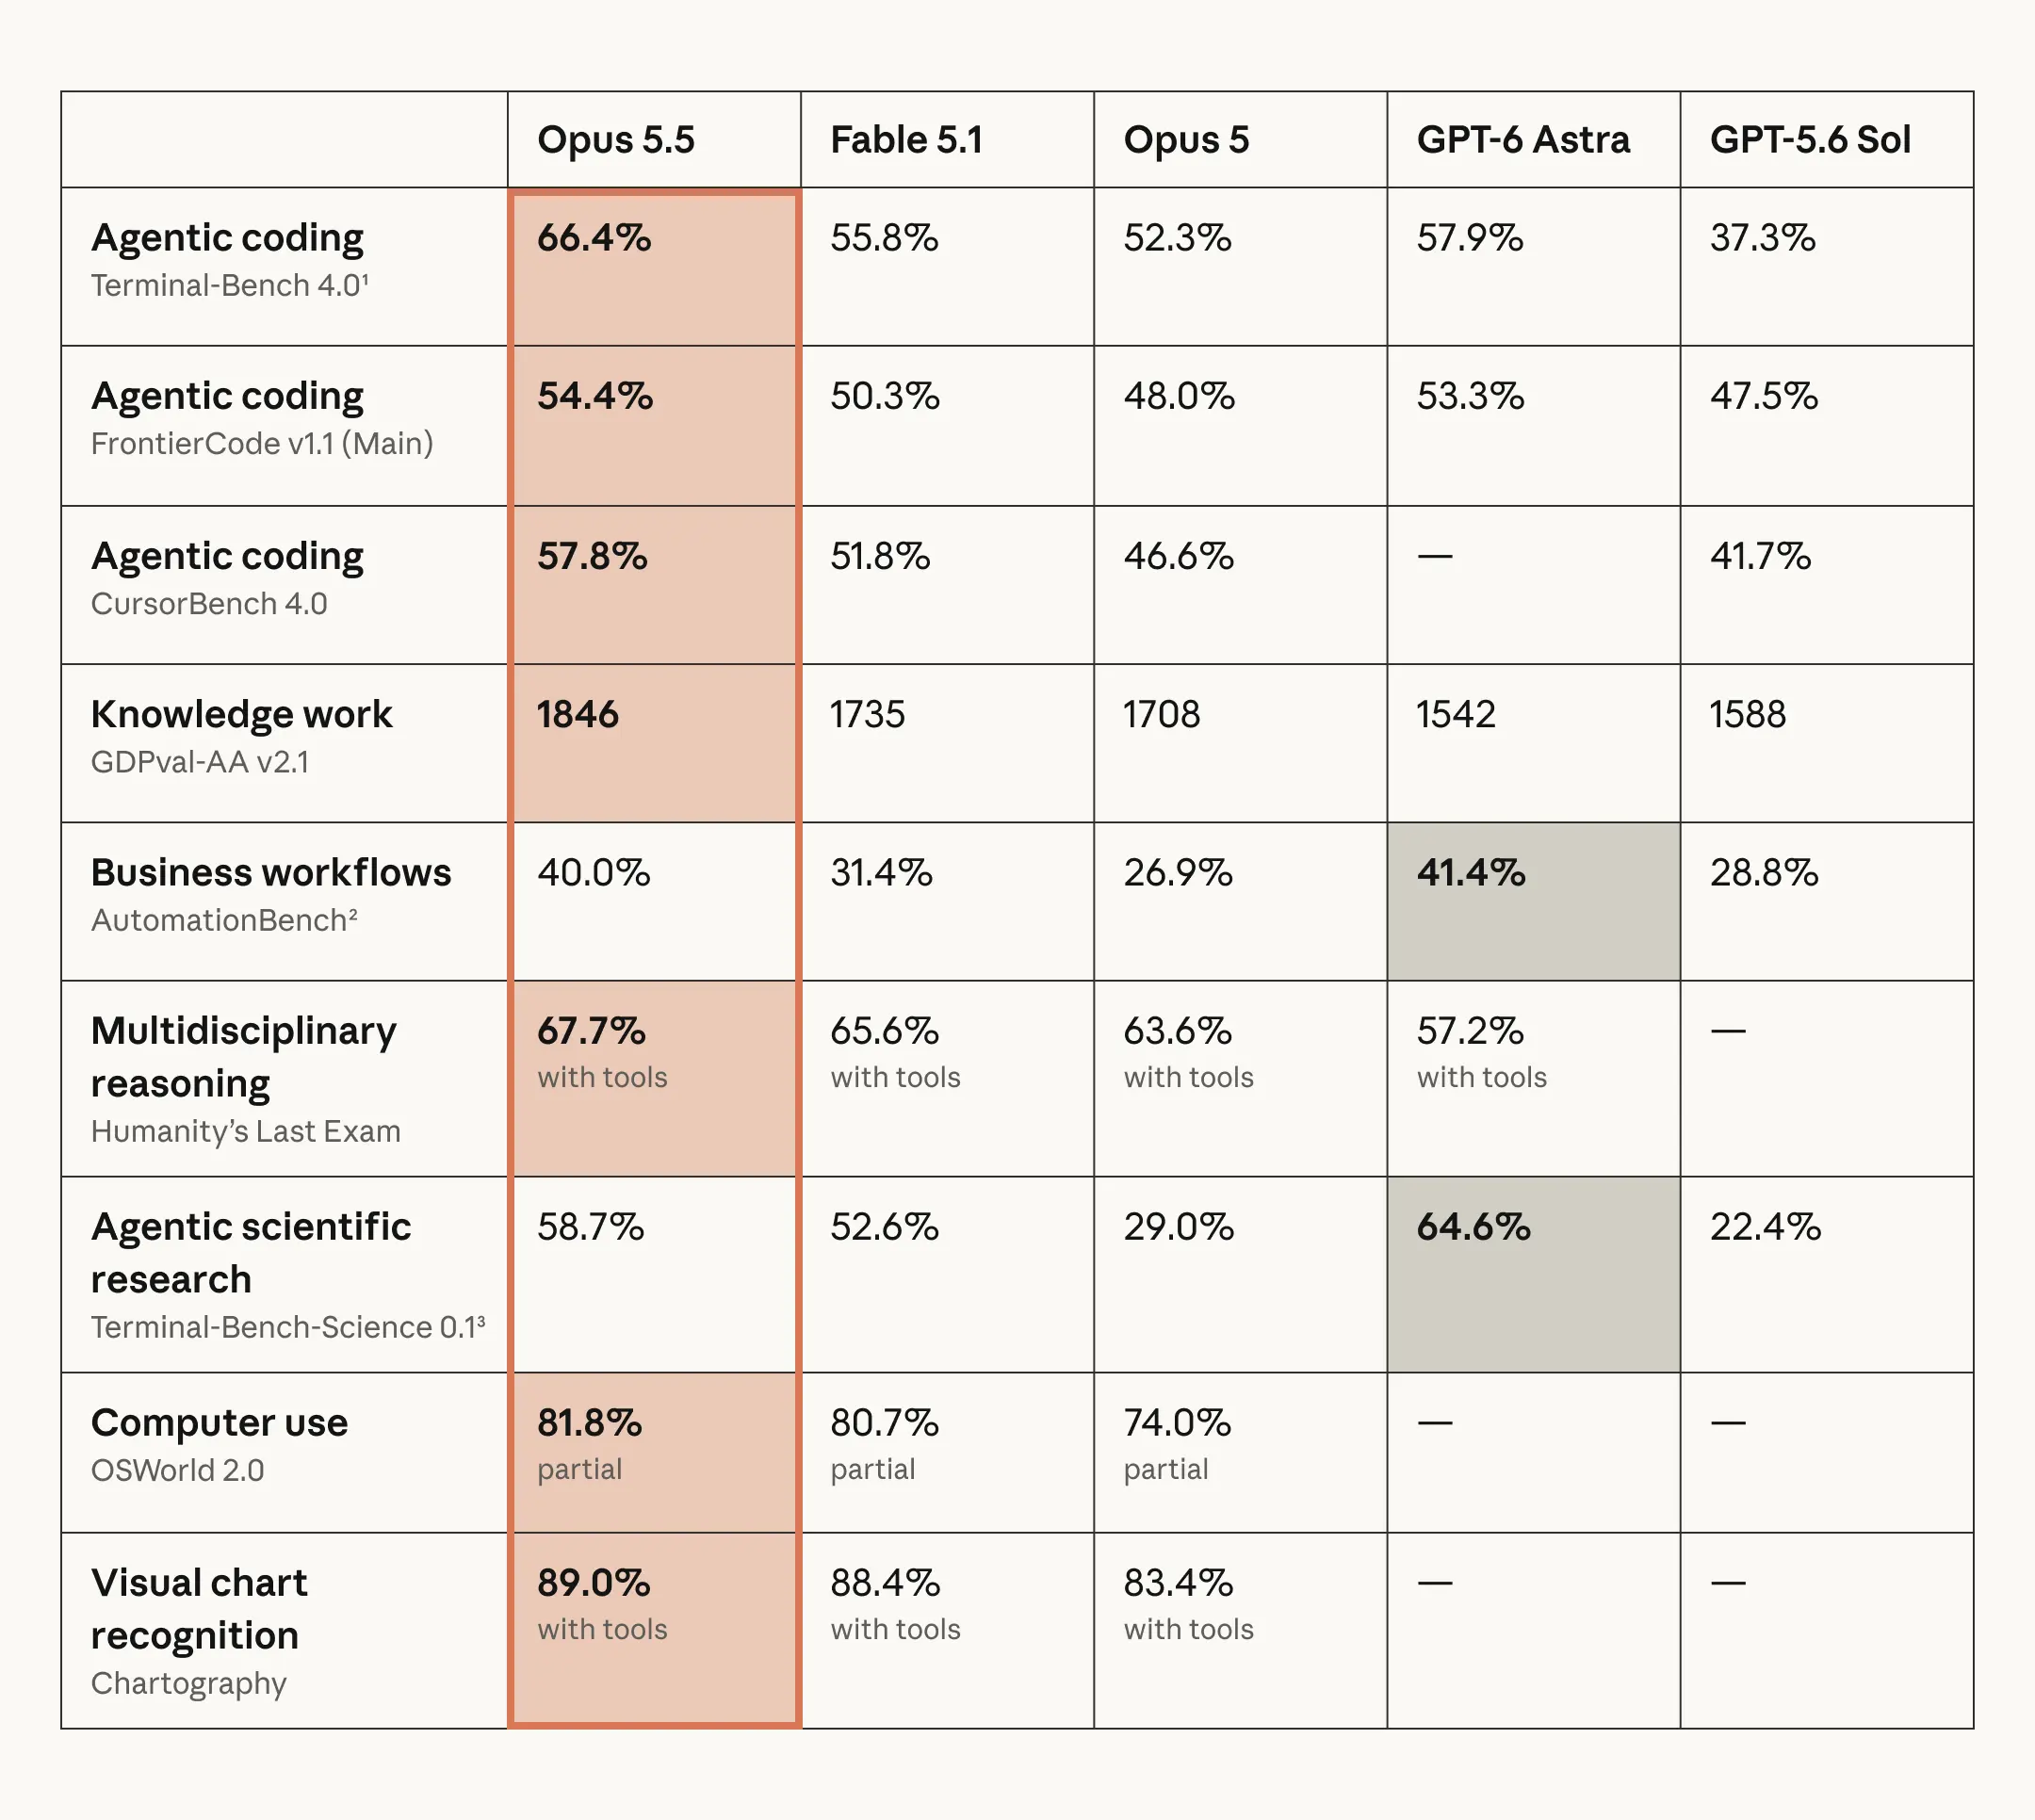 Opus 5.5 Fable 5.1 Opus 5 GPT-6 Astra GPT-5.6 Sol
Agentic coding 66.4% 55.8% 52.3% 57.9% 37.3%
Terminal-Bench 4.0¹
Agentic coding 54.4% 50.3% 48.0% 53.3% 47.5%
FrontierCode v1.1 (Main)
Agentic coding 57.8% 51.8% 46.6% — 41.7%
CursorBench 4.0
Knowledge work 1846 1735 1708 1542 1588
GDPval-AA v2.1
Business workflows 40.0% 31.4% 26.9% 41.4% 28.8%
AutomationBench²
Multidisciplinary 67.7% 65.6% 63.6% 57.2% —
reasoning with tools with tools with tools with tools
Humanity’s Last Exam
Agentic scientific 58.7% 52.6% 29.0% 64.6% 22.4%
research
Terminal-Bench-Science 0.1³
Computer use 81.8% 80.7% 74.0% — —
OSWorld 2.0 partial partial partial
Visual chart 89.0% 88.4% 83.4% — —
recognition with tools with tools with tools
Chartography